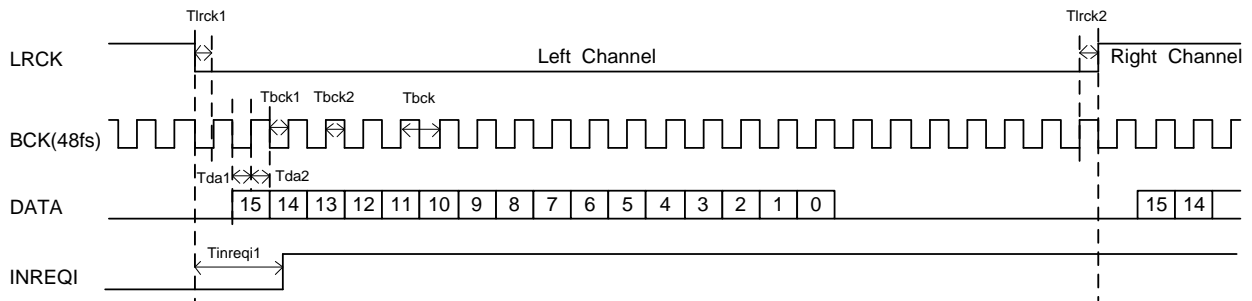 Tlrck1
Tlrck2
LRCK
Left Channel
Right Channel
Tbck1
Tbck2
Tbck
BCK(48fs)
Tda1
Tda2
DATA
15 14 13 12 11 10 9 8 7 6 5 4 3 2 1 0 15 14
Tinreqi1
INREQI